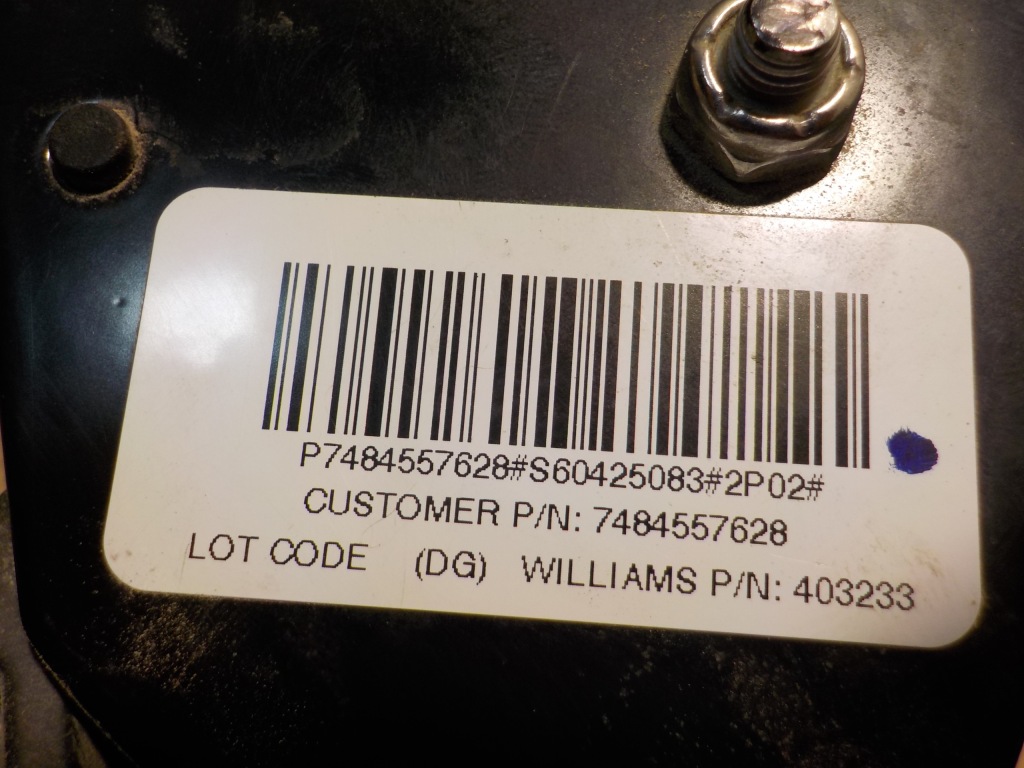 P7484557628#S60425083#2P02#
CUSTOMER P/N: 7484557628
LOT CODE (DG) WILLIAMS P/N: 403233